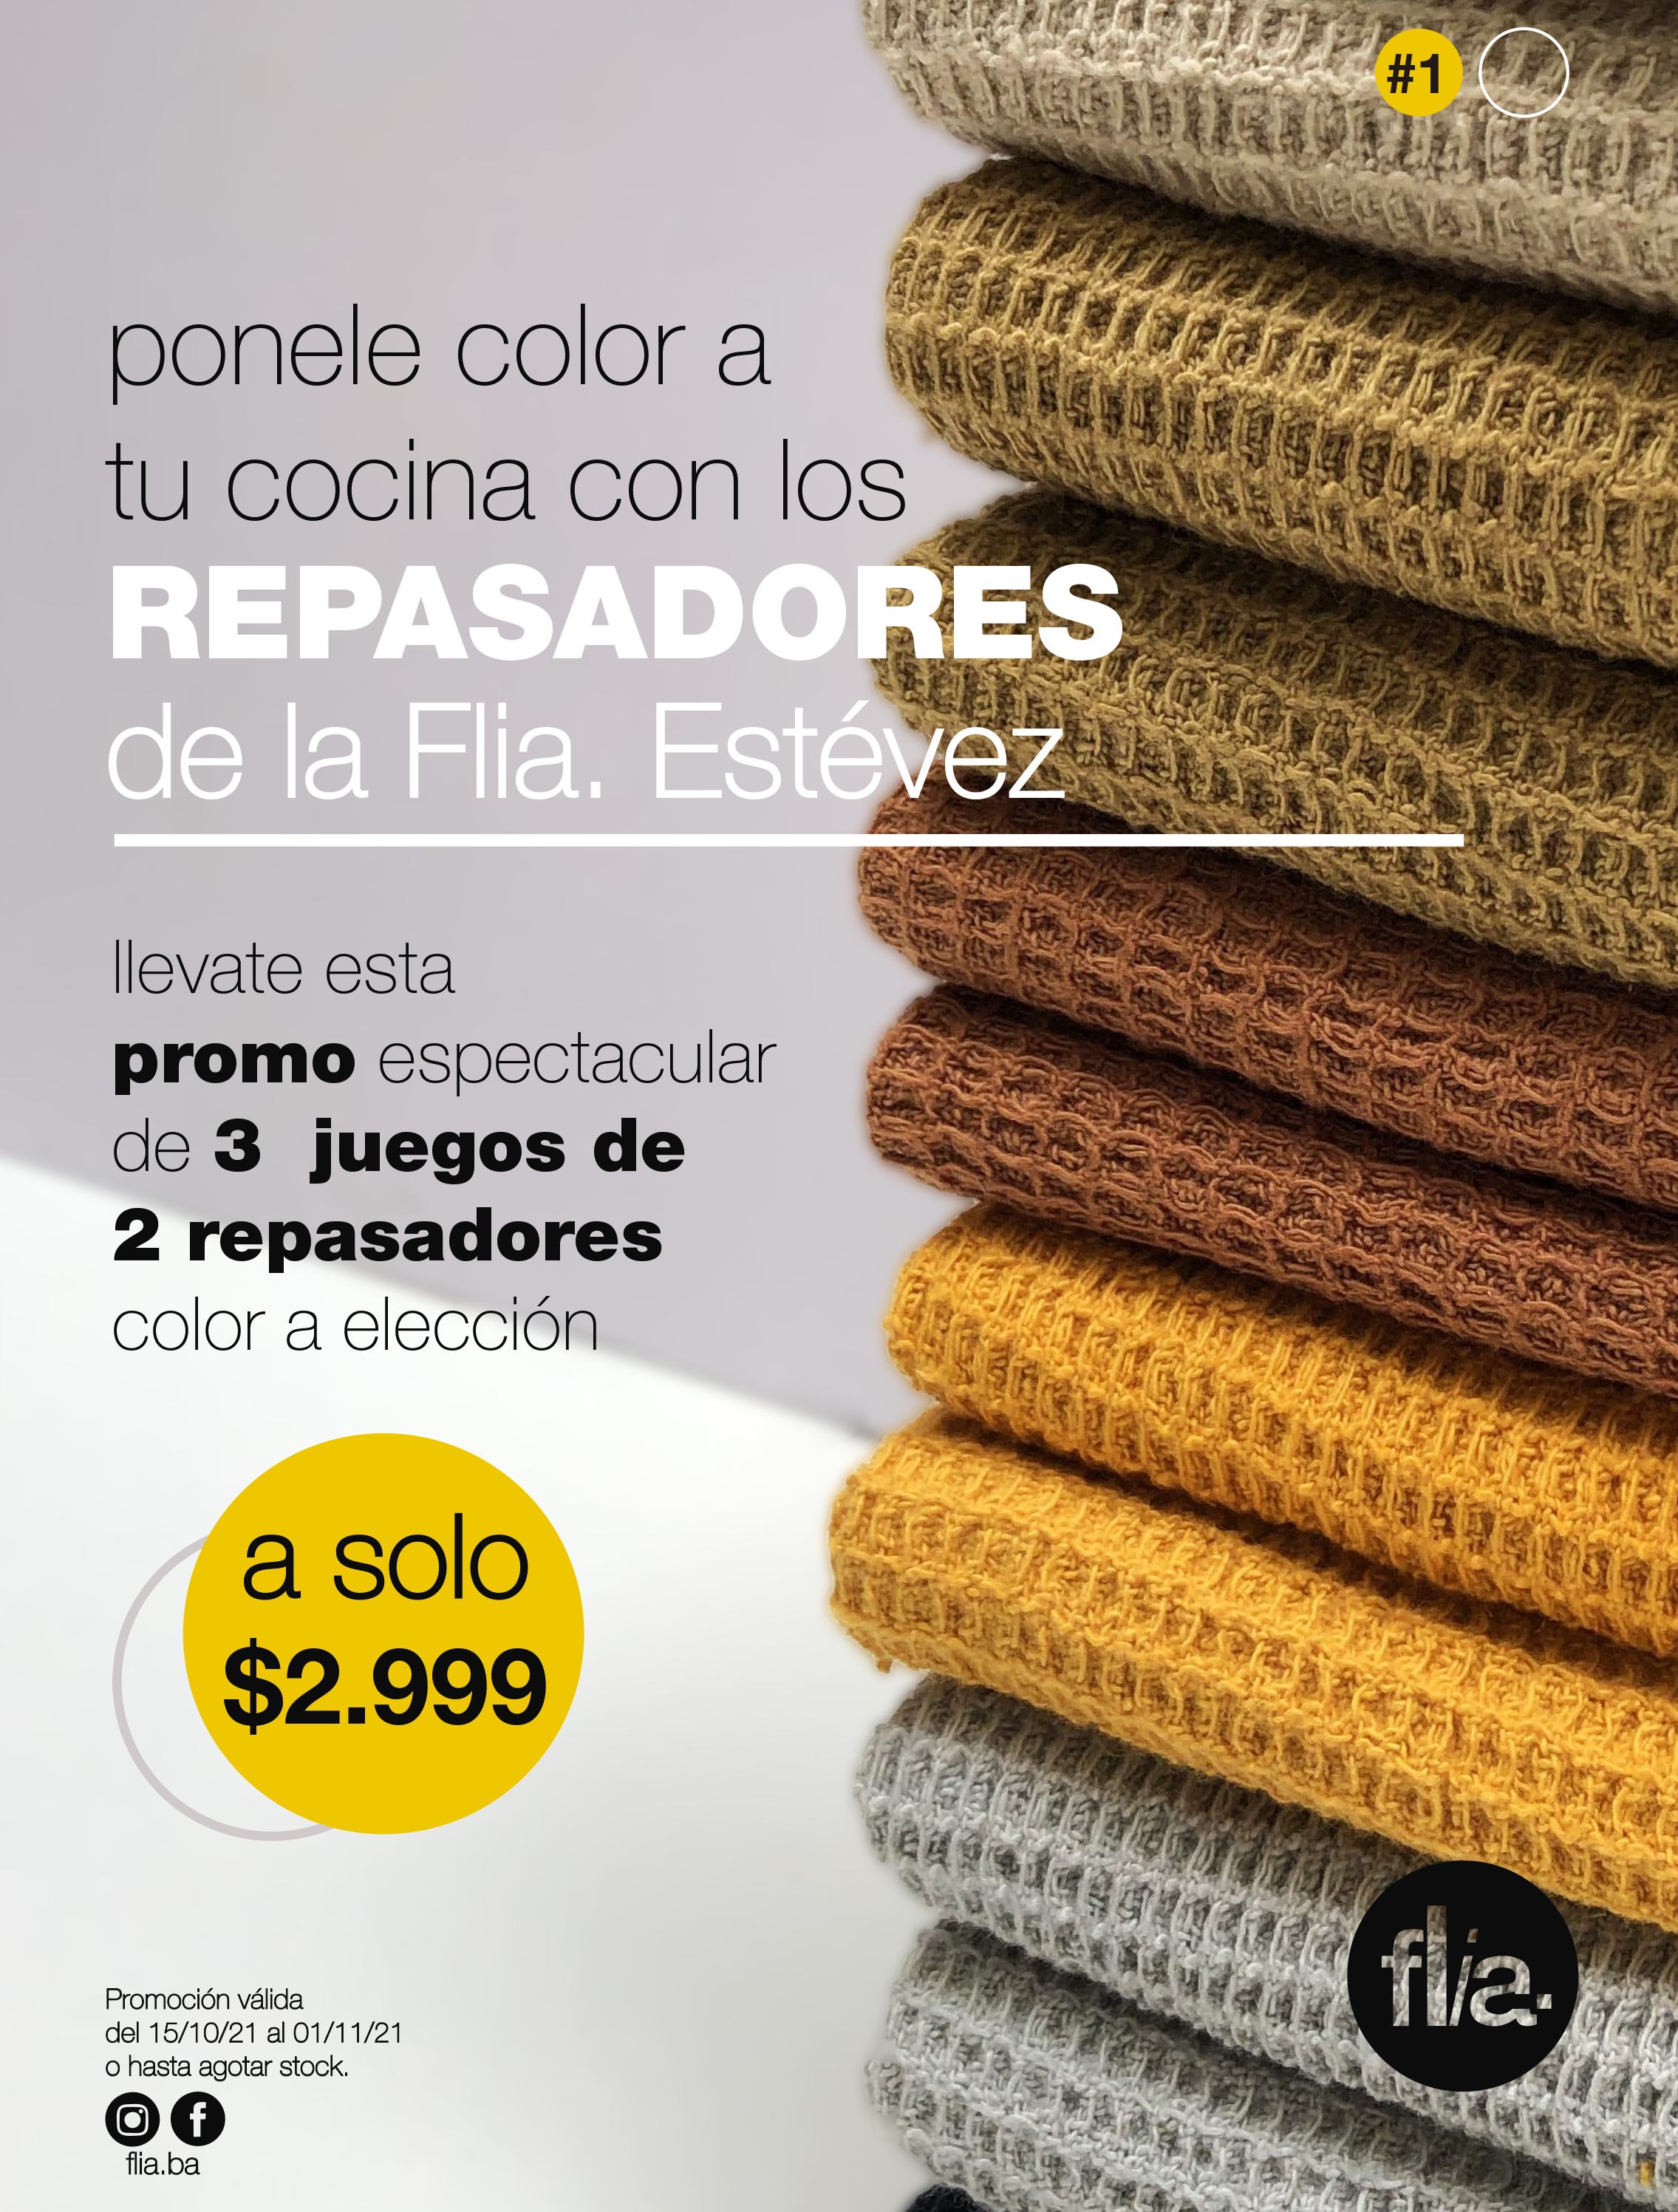 #1
ponele color a
tu cocina con los
REPASADORES
de la Flia. Estévez
llevate esta
promo espectacular
de 3 juegos de
2 repasadores
color a elección
a solo
$2.999
flia.
Promoción válida
del 15/10/21 al 01/11/21
o hasta agotar stock.
flia.ba